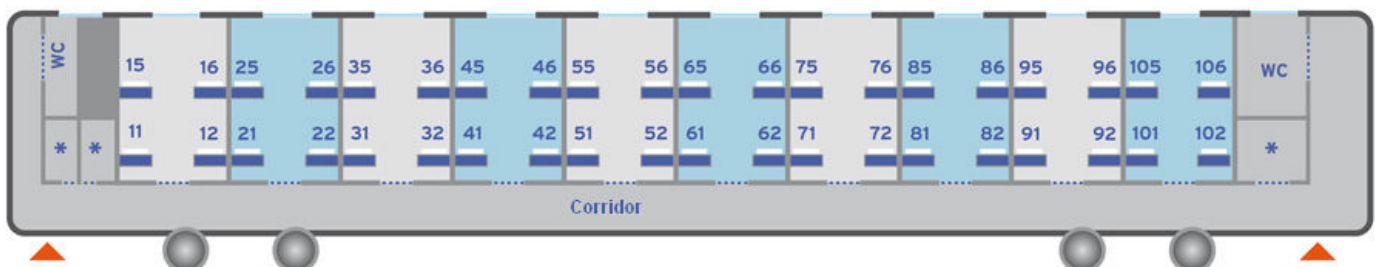 WC
15 16 25 26 35 36 45 46 55 56 65 66 75 76 85 86 95 96 105 106 WC
11 12 21 22 31 32 41 42 51 52 61 62 71 72 81 82 91 92 101 102
* * *
Corridor